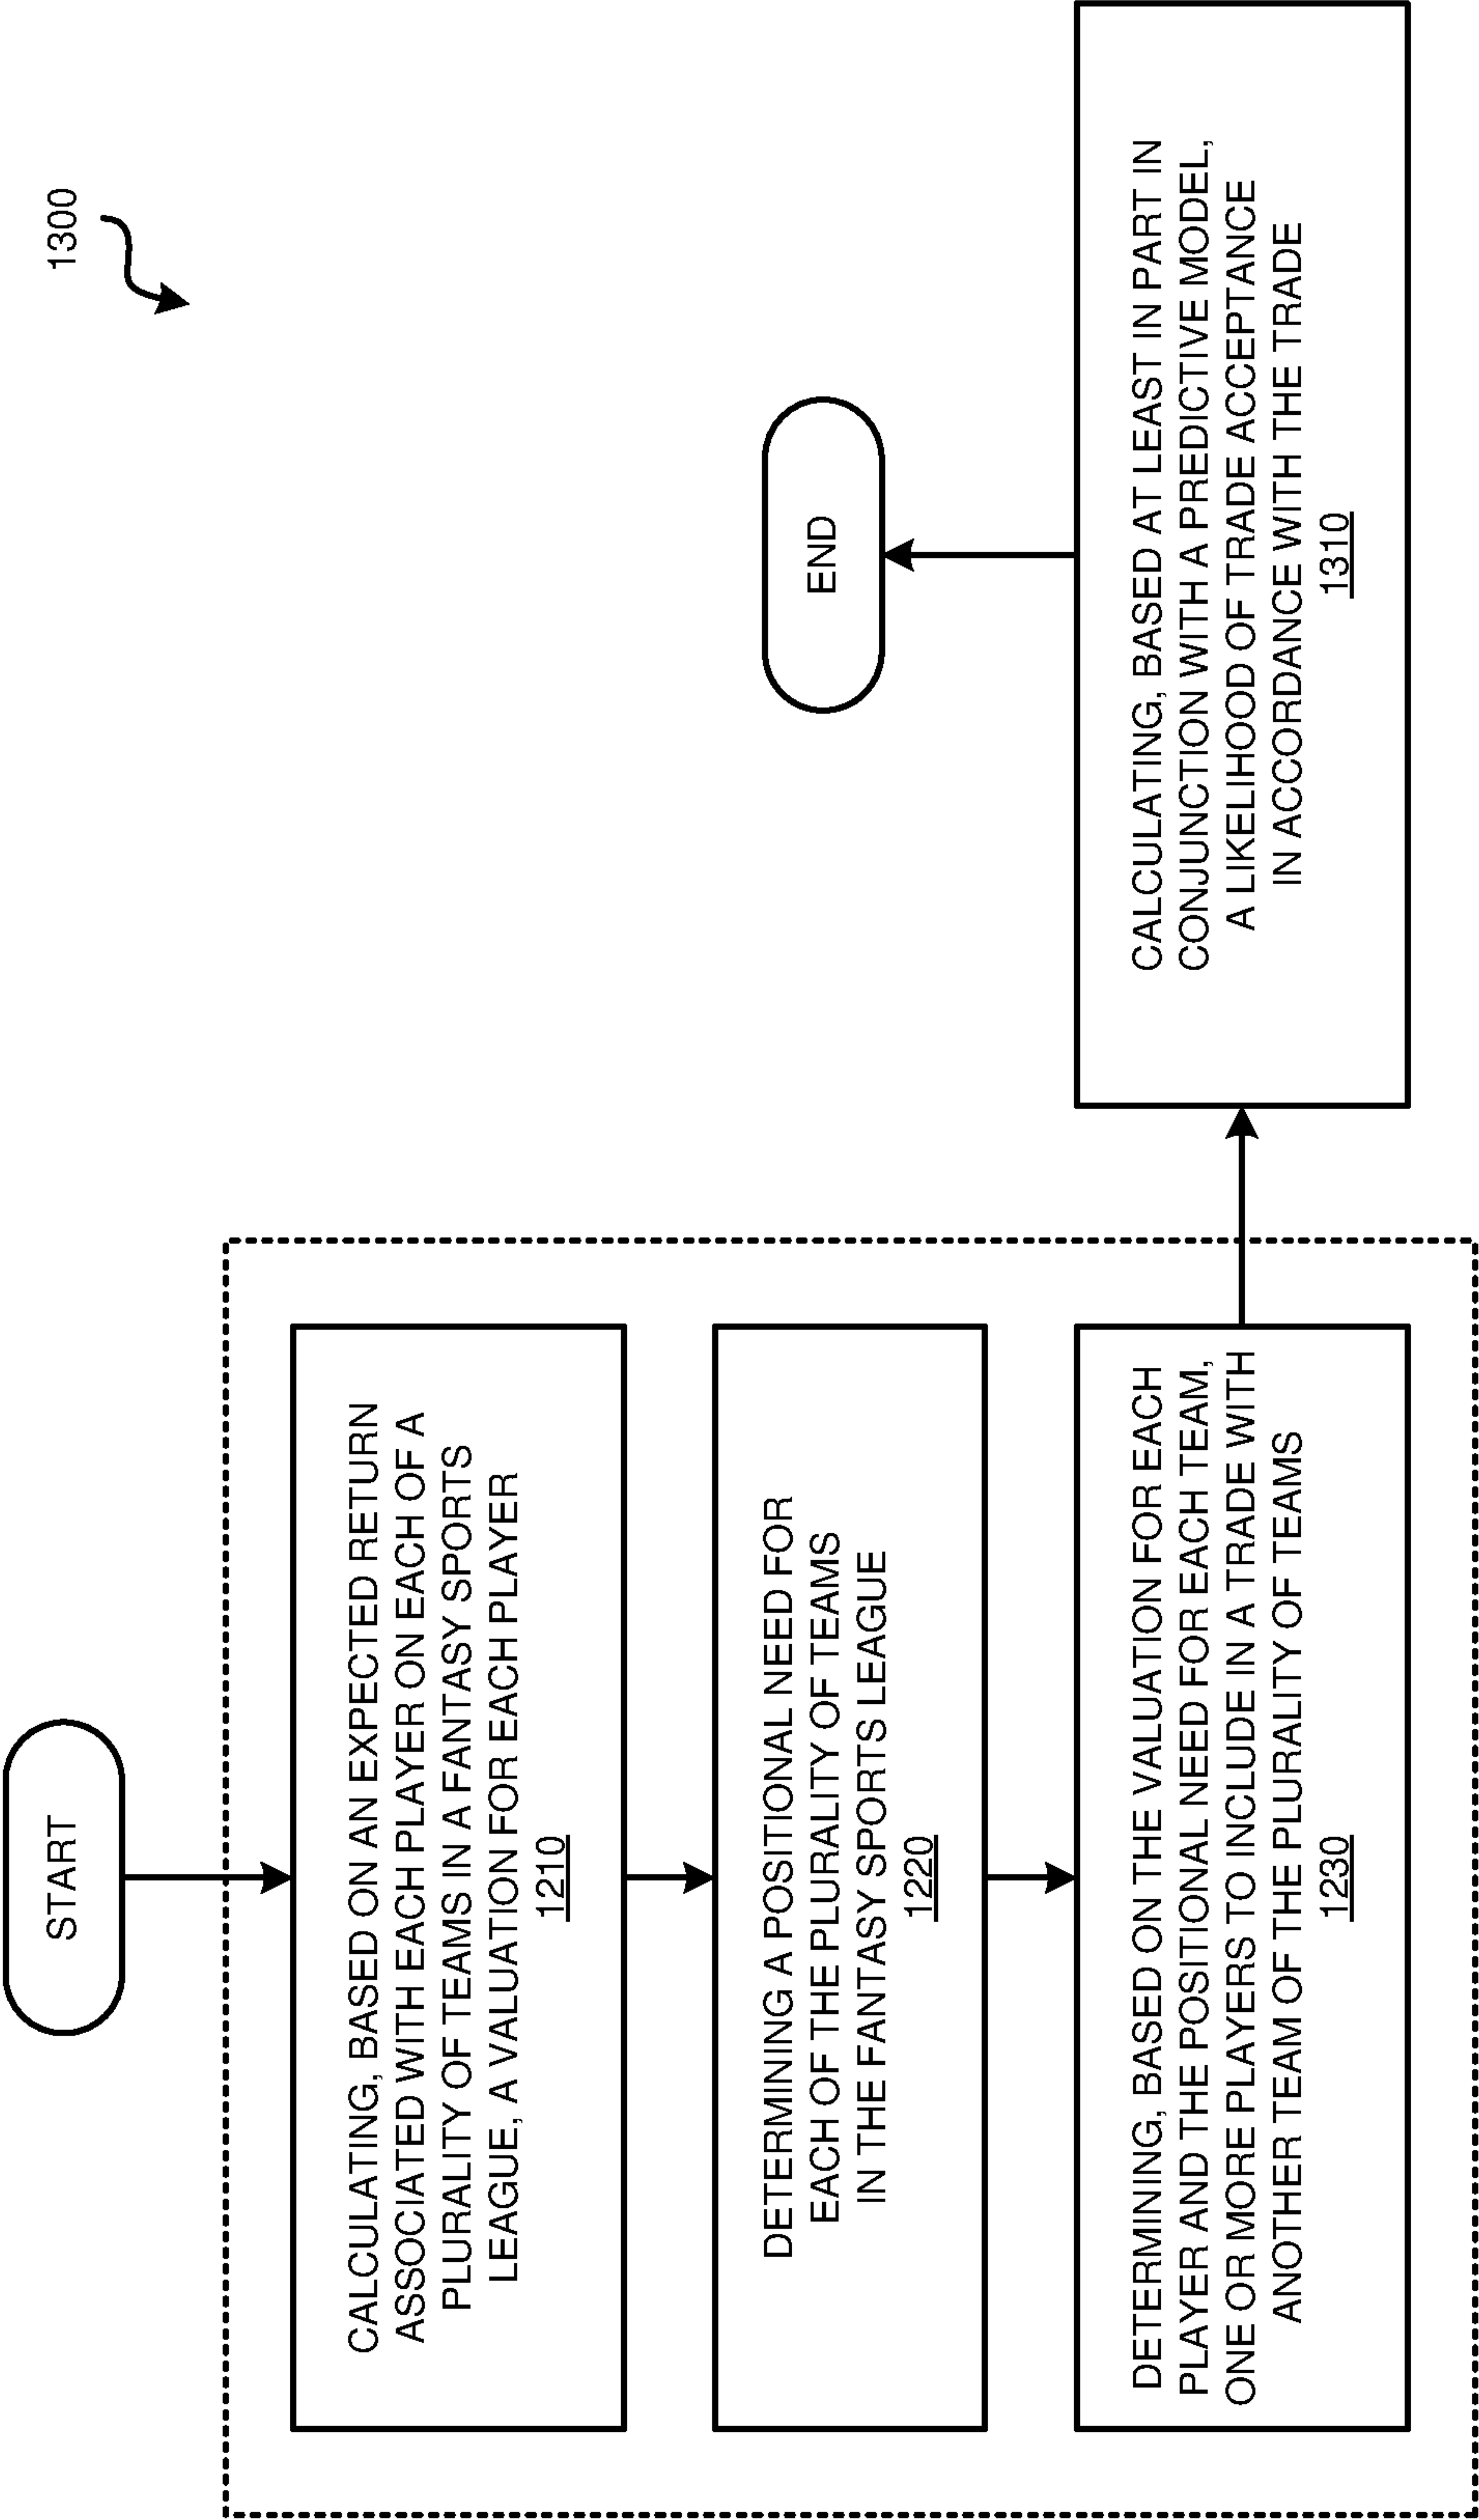 1300
START
CALCULATING, BASED ON AN EXPECTED RETURN
ASSOCIATED WITH EACH PLAYER ON EACH OF A
PLURALITY OF TEAMS IN A FANTASY SPORTS
LEAGUE, A VALUATION FOR EACH PLAYER
1210
DETERMINING A POSITIONAL NEED FOR
EACH OF THE PLURALITY OF TEAMS
IN THE FANTASY SPORTS LEAGUE
1220
DETERMINING, BASED ON THE VALUATION FOR EACH
PLAYER AND THE POSITIONAL NEED FOR EACH TEAM,
ONE OR MORE PLAYERS TO INCLUDE IN A TRADE WITH
ANOTHER TEAM OF THE PLURALITY OF TEAMS
1230
CALCULATING, BASED AT LEAST IN PART IN
CONJUNCTION WITH A PREDICTIVE MODEL,
A LIKELIHOOD OF TRADE ACCEPTANCE
IN ACCORDANCE WITH THE TRADE
1310
END